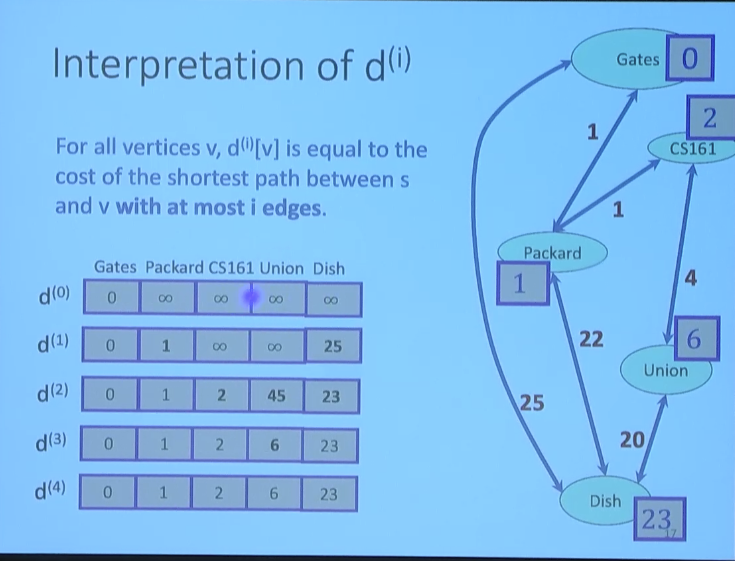 Interpretation of d(i)
For all vertices v, d(i)[v] is equal to the
cost of the shortest path between s
and v with at most i edges.
Gates Packard CS161 Union Dish
d(0) 0 ∞ ∞ ∞ ∞
d(1) 0 1 ∞ ∞ 25
d(2) 0 1 2 45 23
d(3) 0 1 2 6 23
d(4) 0 1 2 6 23
Gates 0
2
CS161
1
1
Packard
1
4
22
6
Union
25
20
Dish
23
17